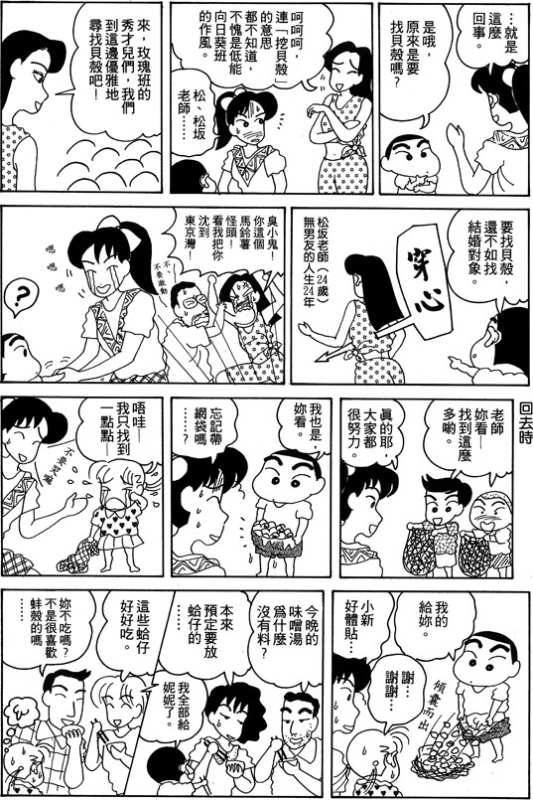 …就是
這麼
回事。
是哦,
原來是要
找貝殼嗎?
呵呵呵,
連「挖貝殼」
的意思
都不知道,
不愧是低能
向日葵班
的作風。
松、松坂
老師……
來,玫瑰班的
秀才兒們,我們
到這邊優雅地
尋找貝殼吧!
要找貝殼,
還不如找
結婚對象。
穿心
松坂老師(24歲)
無男友的人生24年
臭小鬼!
你這個
馬鈴薯
怪頭!
看我把你
沈到
東京灣!
不、
不要激動
嗯嗯嗯
?
回去時
老師
妳看—
找到這麼
多喲。
真的耶,
大家都
很努力。
我也是,
妳看。
忘記帶
網袋嗎
……?
唔哇—
我只找到
一點點—
不要哭嘛
我的
給妳。
傾囊而出
小新
好體貼…
謝…
謝謝…
今晚的
味噌湯
為什麼
沒有料?
本來
預定要放
蛤仔的
……
我全部給
妮妮了。
這些蛤仔
好好吃。
妳不吃嗎?
不是很喜歡
蚌殼的嗎